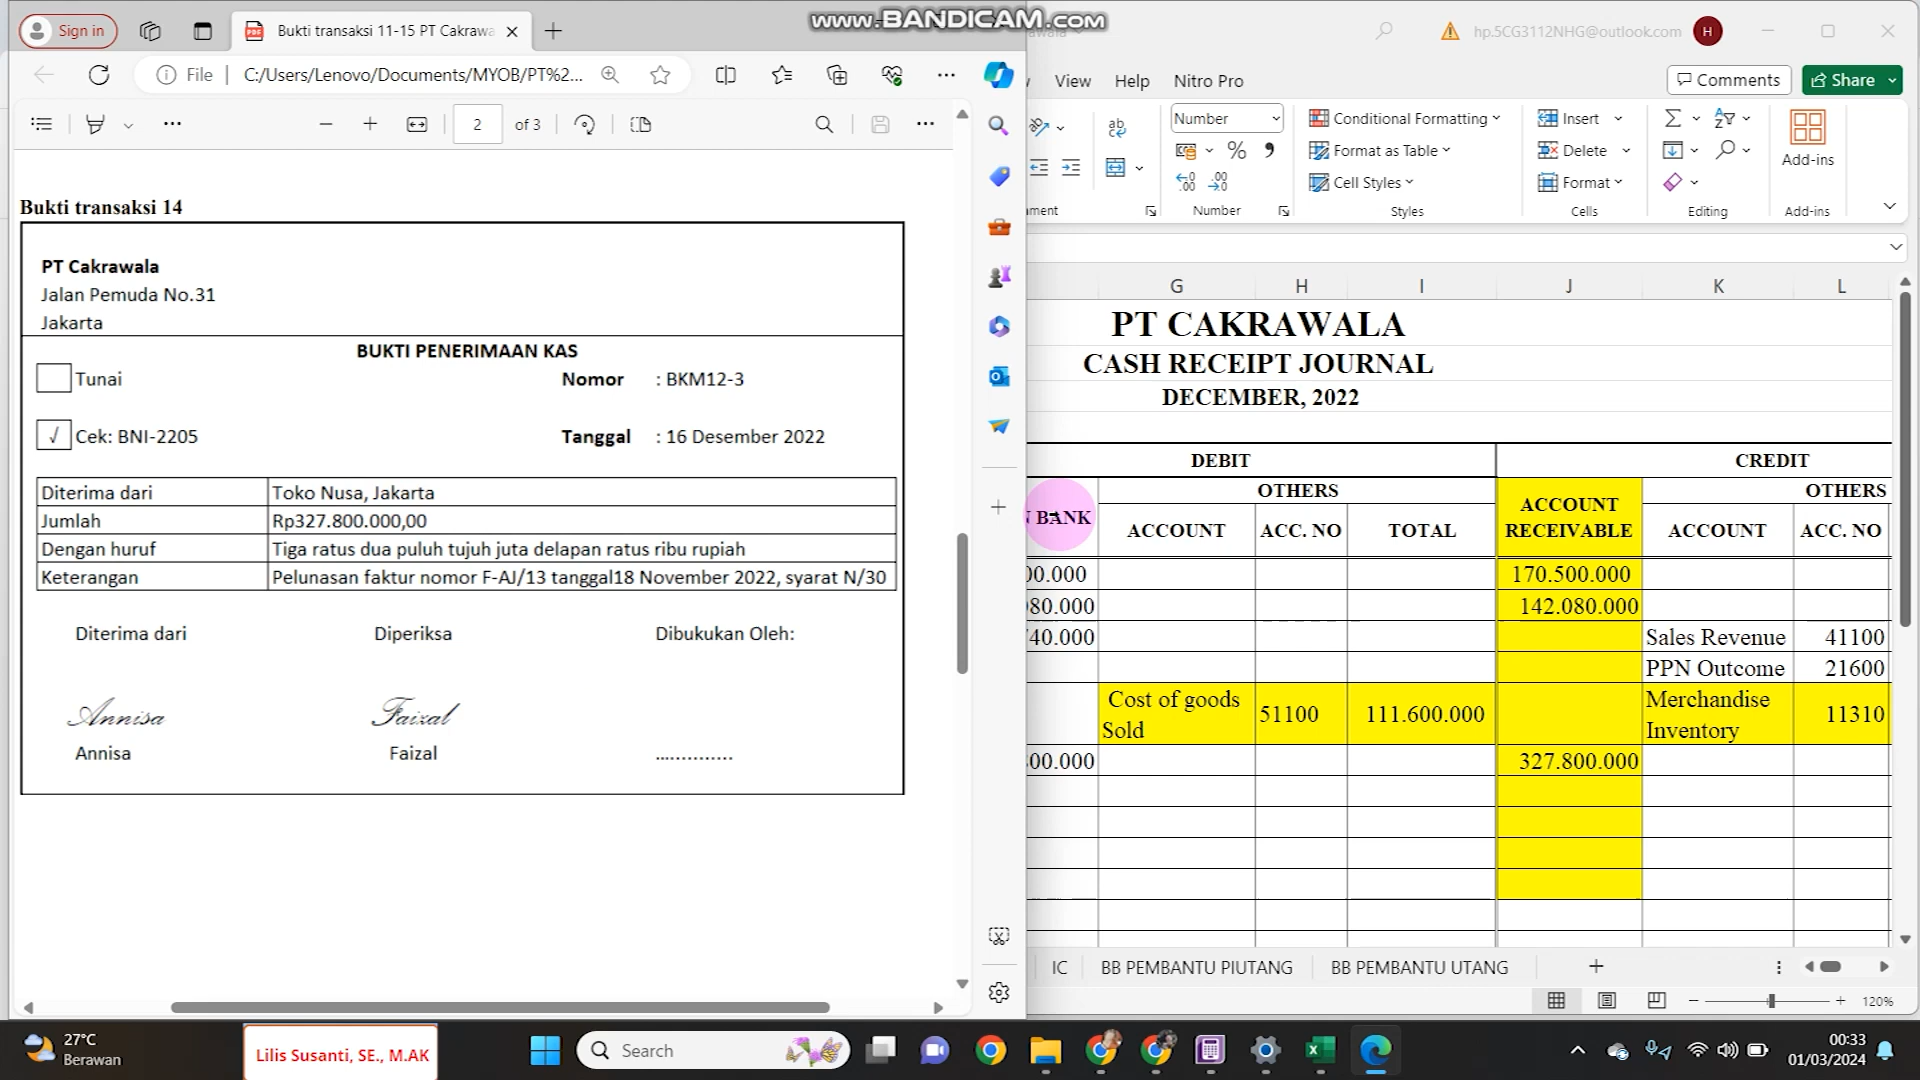 www.BANDICAM.com
Sign in
Bukti transaksi 11-15 PT Cakrawa
hp.5CG3112NHG@outlook.com
H
File
C:/Users/Lenovo/Documents/MYOB/PT%2...
View
Help
Nitro Pro
Comments
Share
2 of 3
Number
Conditional Formatting
Format as Table
Cell Styles
Insert
Delete
Format
Add-ins
ment
Number
Styles
Cells
Editing
Add-ins
Bukti transaksi 14
PT Cakrawala
Jalan Pemuda No.31
Jakarta
BUKTI PENERIMAAN KAS
Tunai
Nomor : BKM12-3
√ Cek: BNI-2205
Tanggal : 16 Desember 2022
Diterima dari Toko Nusa, Jakarta
Jumlah Rp327.800.000,00
Dengan huruf Tiga ratus dua puluh tujuh juta delapan ratus ribu rupiah
Keterangan Pelunasan faktur nomor F-AJ/13 tanggal18 November 2022, syarat N/30
Diterima dari Diperiksa Dibukukan Oleh:
Annisa Faizal
Annisa Faizal ..............
G H I J K L
PT CAKRAWALA
CASH RECEIPT JOURNAL
DECEMBER, 2022
DEBIT CREDIT
BANK OTHERS ACCOUNT RECEIVABLE OTHERS
ACCOUNT ACC. NO TOTAL ACCOUNT ACC. NO
00.000 170.500.000
080.000 142.080.000
740.000 Sales Revenue 41100
PPN Outcome 21600
Cost of goods Sold 51100 111.600.000 Merchandise Inventory 11310
800.000 327.800.000
IC
BB PEMBANTU PIUTANG
BB PEMBANTU UTANG
120%
27°C
Berawan
Lilis Susanti, SE., M.AK
Search
00:33
01/03/2024